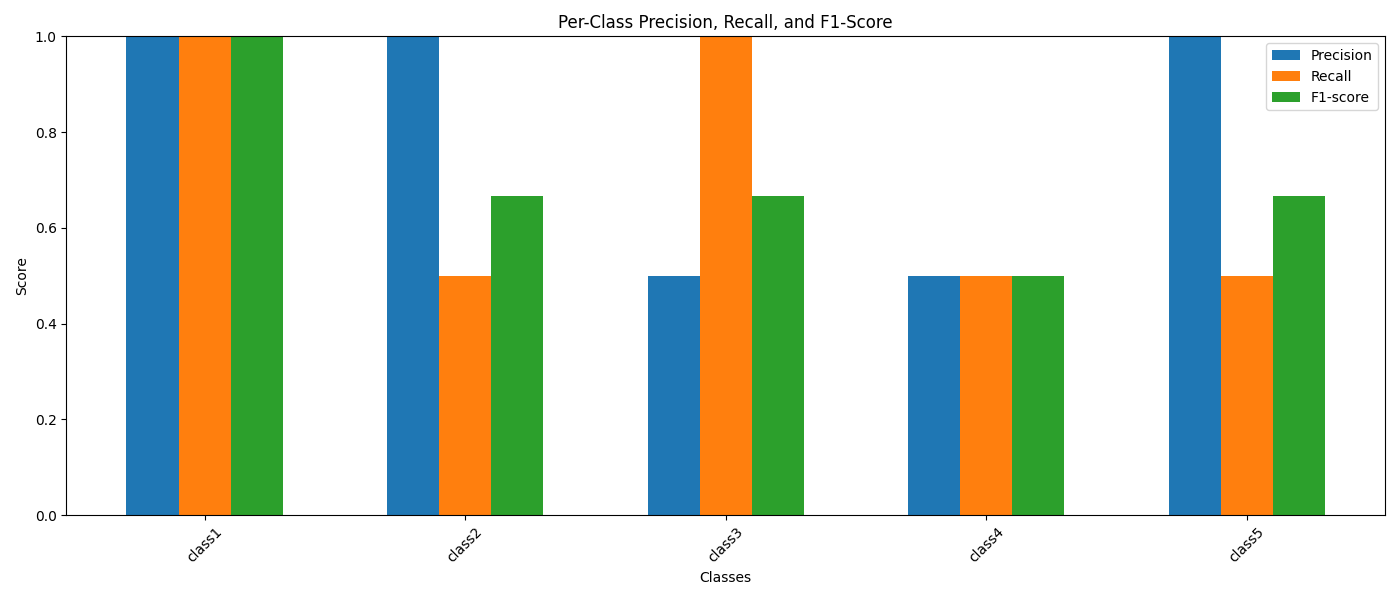 Per-Class Precision, Recall, and F1-Score
1.0
0.8
0.6
0.4
0.2
0.0
Score
Precision
Recall
F1-score
class1
class2
class3
class4
class5
Classes